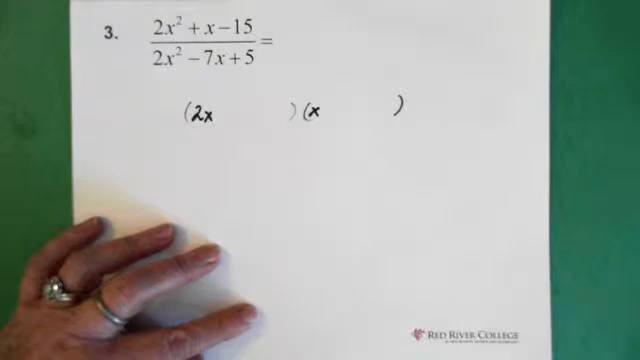 3. (2x² + x − 15)/(2x² − 7x + 5) =
(2x    ) (x    )
RED RIVER COLLEGE